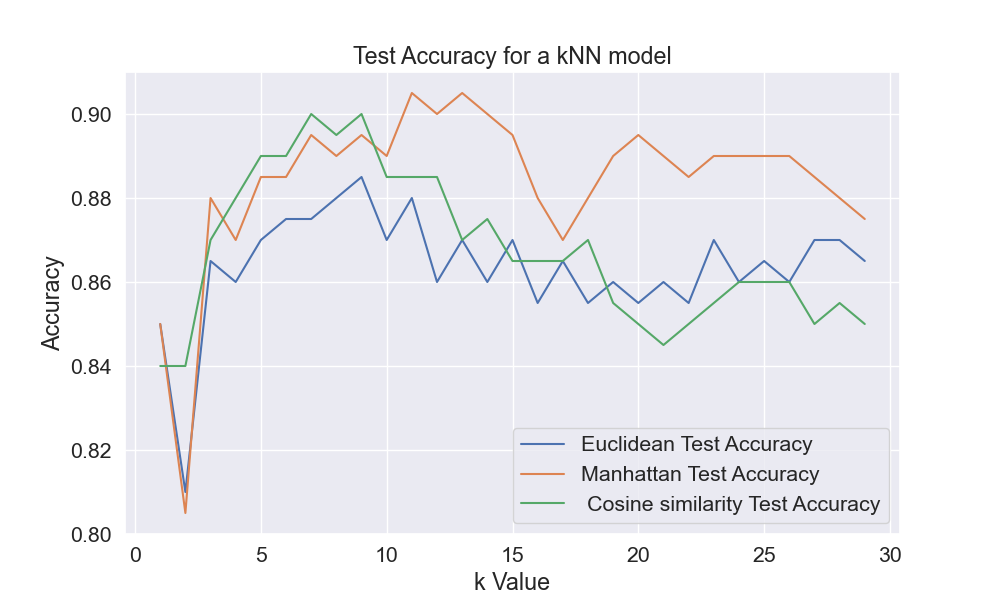 Test Accuracy for a kNN model
Accuracy
0.90
0.88
0.86
0.84
0.82
0.80
Euclidean Test Accuracy
Manhattan Test Accuracy
Cosine similarity Test Accuracy
0 5 10 15 20 25 30
k Value